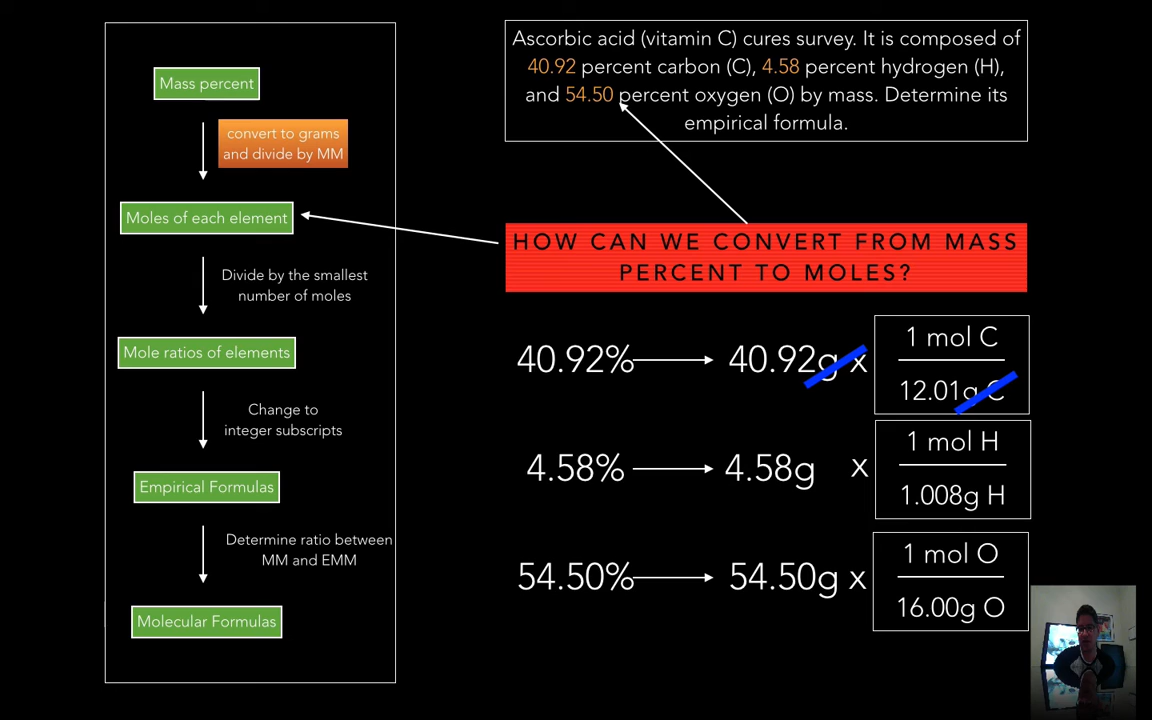 Mass percent
convert to grams
and divide by MM
Moles of each element
Divide by the smallest
number of moles
Mole ratios of elements
Change to
integer subscripts
Empirical Formulas
Determine ratio between
MM and EMM
Molecular Formulas
Ascorbic acid (vitamin C) cures survey. It is composed of
40.92 percent carbon (C), 4.58 percent hydrogen (H),
and 54.50 percent oxygen (O) by mass. Determine its
empirical formula.
HOW CAN WE CONVERT FROM MASS
PERCENT TO MOLES?
40.92% 40.92g x 1 mol C
12.01g C
4.58% 4.58g x 1 mol H
1.008g H
54.50% 54.50g x 1 mol O
16.00g O